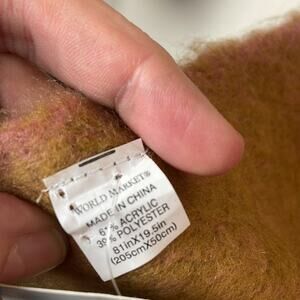 WORLD MARKET®
MADE IN CHINA
61% ACRYLIC
39% POLYESTER
81inX19.5in
(205cmX50cm)